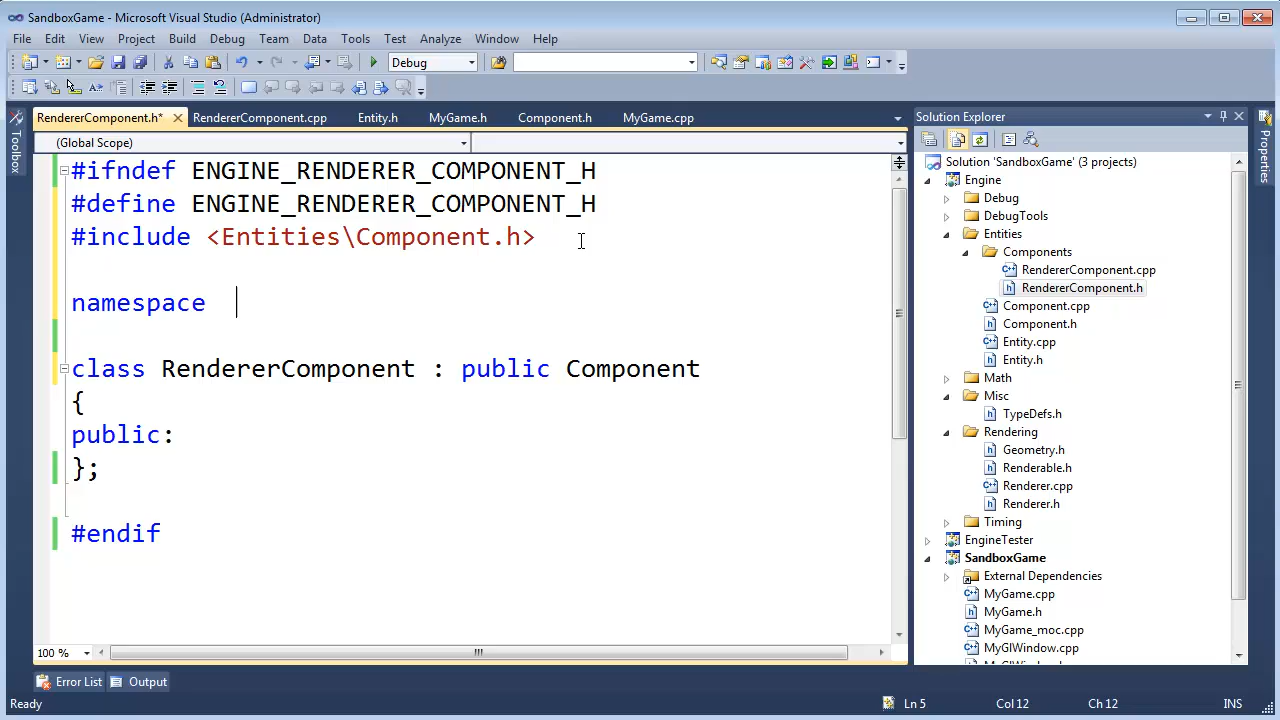 SandboxGame - Microsoft Visual Studio (Administrator)
File Edit View Project Build Debug Team Data Tools Test Analyze Window Help
Debug
RendererComponent.h* RendererComponent.cpp Entity.h MyGame.h Component.h MyGame.cpp
(Global Scope)
#ifndef ENGINE_RENDERER_COMPONENT_H
#define ENGINE_RENDERER_COMPONENT_H
#include <Entities\Component.h>
namespace
class RendererComponent : public Component
{
public:
};
#endif
100 %
Toolbox
Error List Output
Ready Ln 5 Col 12 Ch 12 INS
Solution Explorer
Solution 'SandboxGame' (3 projects)
Engine
Debug
DebugTools
Entities
Components
RendererComponent.cpp
RendererComponent.h
Component.cpp
Component.h
Entity.cpp
Entity.h
Math
Misc
TypeDefs.h
Rendering
Geometry.h
Renderable.h
Renderer.cpp
Renderer.h
Timing
EngineTester
SandboxGame
External Dependencies
MyGame.cpp
MyGame.h
MyGame_moc.cpp
MyGlWindow.cpp
Properties